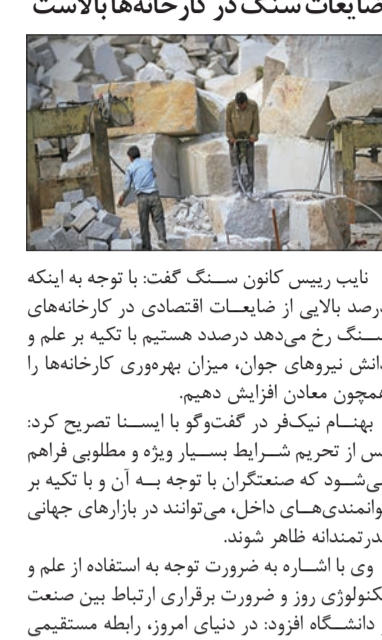 ضایعات سنگ در کارخانه‌ها بالاست
نایب رییس کانون سنگ گفت: با توجه به اینکه
درصد بالایی از ضایعات اقتصادی در کارخانه‌های
سنگ رخ می‌دهد درصدد هستیم با تکیه بر علم و
دانش نیروهای جوان، میزان بهره‌وری کارخانه‌ها را
همچون معادن افزایش دهیم.
بهنام نیک‌فر در گفت‌وگو با ایسنا تصریح کرد:
پس از تحریم شرایط بسیار ویژه و مطلوبی فراهم
می‌شود که صنعتگران با توجه به آن و با تکیه بر
توانمندی‌های داخل، می‌توانند در بازارهای جهانی
قدرتمندانه ظاهر شوند.
وی با اشاره به ضرورت توجه به استفاده از علم و
تکنولوژی روز و ضرورت برقراری ارتباط بین صنعت
و دانشگاه افزود: در دنیای امروز، رابطه مستقیمی